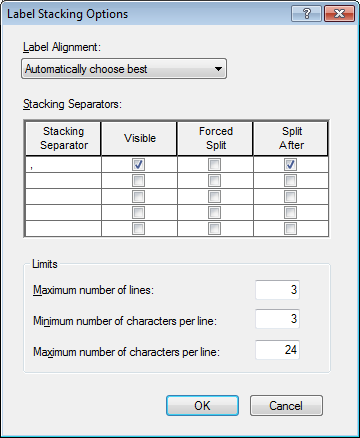 Label Stacking Options
Label Alignment:
Automatically choose best
Stacking Separators:
Stacking Separator Visible Forced Split Split After
,
Limits
Maximum number of lines: 3
Minimum number of characters per line: 3
Maximum number of characters per line: 24
OK Cancel